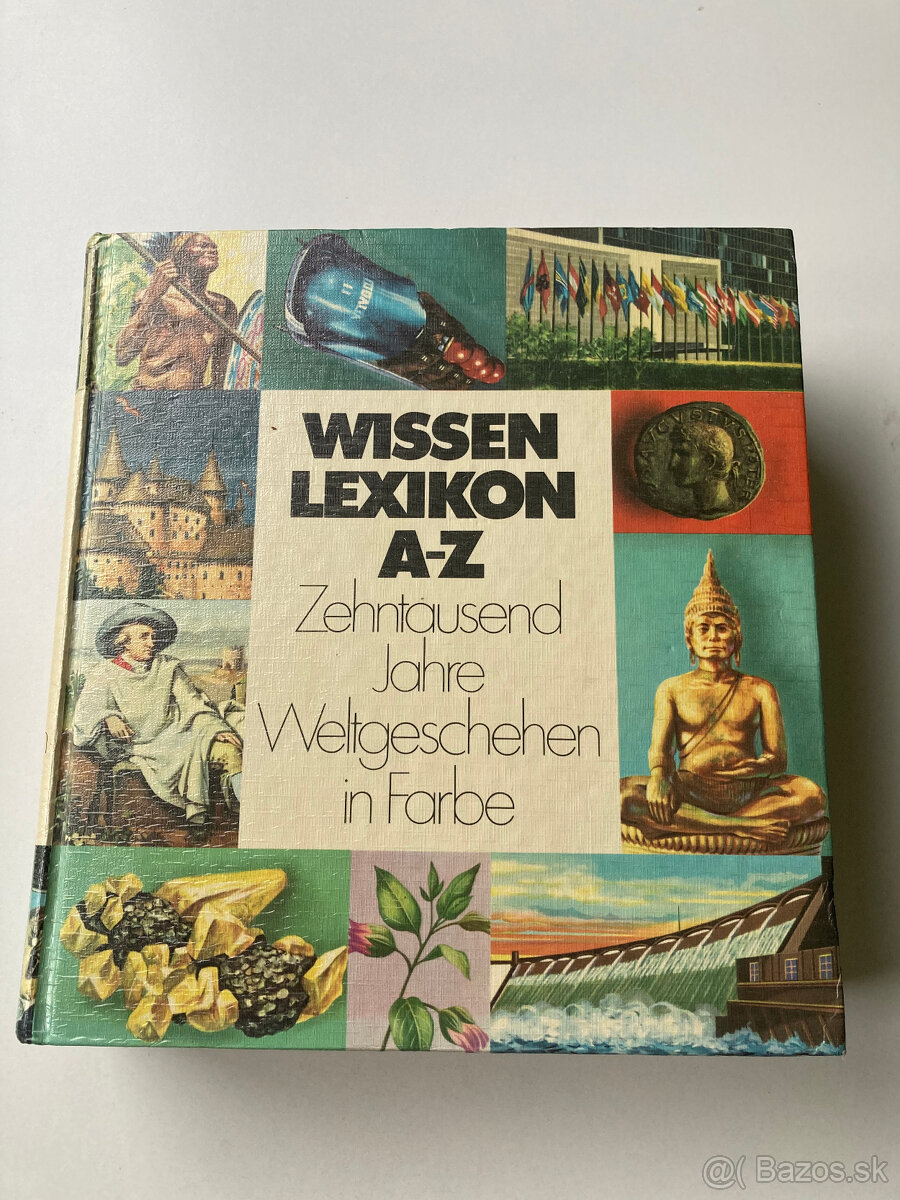 WISSEN
LEXIKON
A-Z
Zehntausend
Jahre
Weltgeschehen
in Farbe
@( Bazos.sk